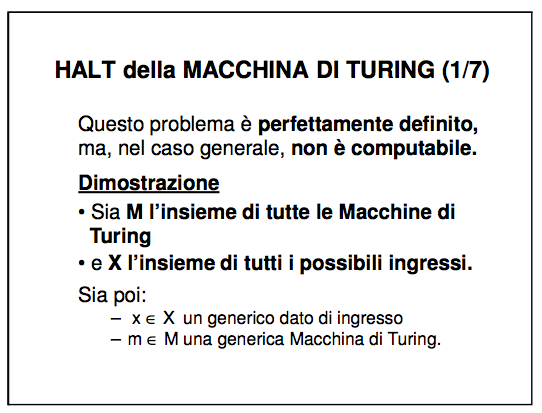 HALT della MACCHINA DI TURING (1/7)
Questo problema è perfettamente definito,
ma, nel caso generale, non è computabile.
Dimostrazione
• Sia M l'insieme di tutte le Macchine di
Turing
• e X l'insieme di tutti i possibili ingressi.
Sia poi:
– x ∈ X un generico dato di ingresso
– m ∈ M una generica Macchina di Turing.